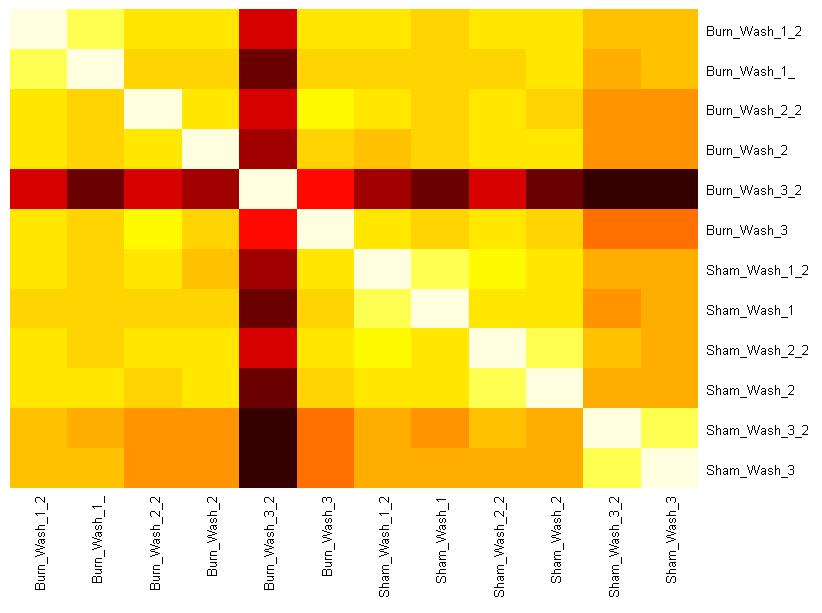 Burn_Wash_1_2
Burn_Wash_1_
Burn_Wash_2_2
Burn_Wash_2
Burn_Wash_3_2
Burn_Wash_3
Sham_Wash_1_2
Sham_Wash_1
Sham_Wash_2_2
Sham_Wash_2
Sham_Wash_3_2
Sham_Wash_3
Burn_Wash_1_2
Burn_Wash_1_
Burn_Wash_2_2
Burn_Wash_2
Burn_Wash_3_2
Burn_Wash_3
Sham_Wash_1_2
Sham_Wash_1
Sham_Wash_2_2
Sham_Wash_2
Sham_Wash_3_2
Sham_Wash_3